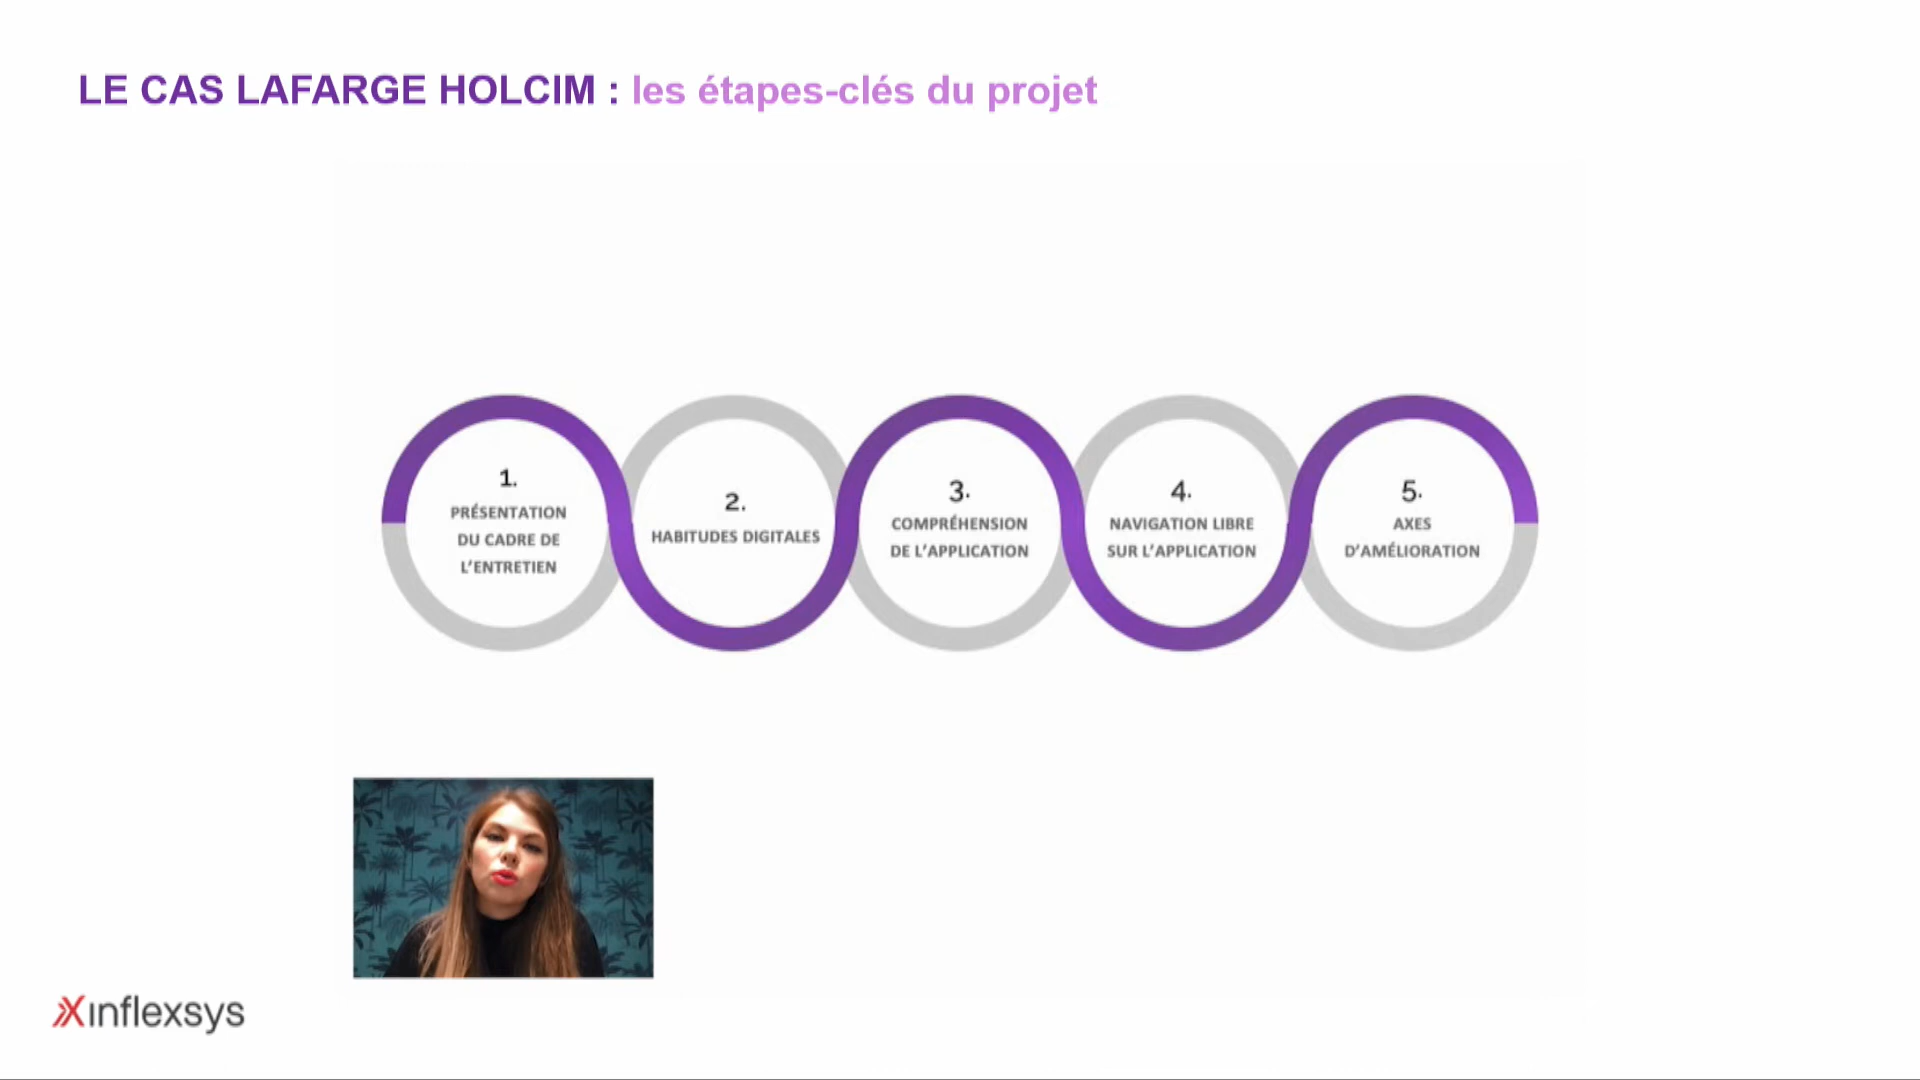 LE CAS LAFARGE HOLCIM : les étapes-clés du projet
1.
PRÉSENTATION
DU CADRE DE
L'ENTRETIEN
2.
HABITUDES DIGITALES
3.
COMPRÉHENSION
DE L'APPLICATION
4.
NAVIGATION LIBRE
SUR L'APPLICATION
5.
AXES
D'AMÉLIORATION
inflexsys